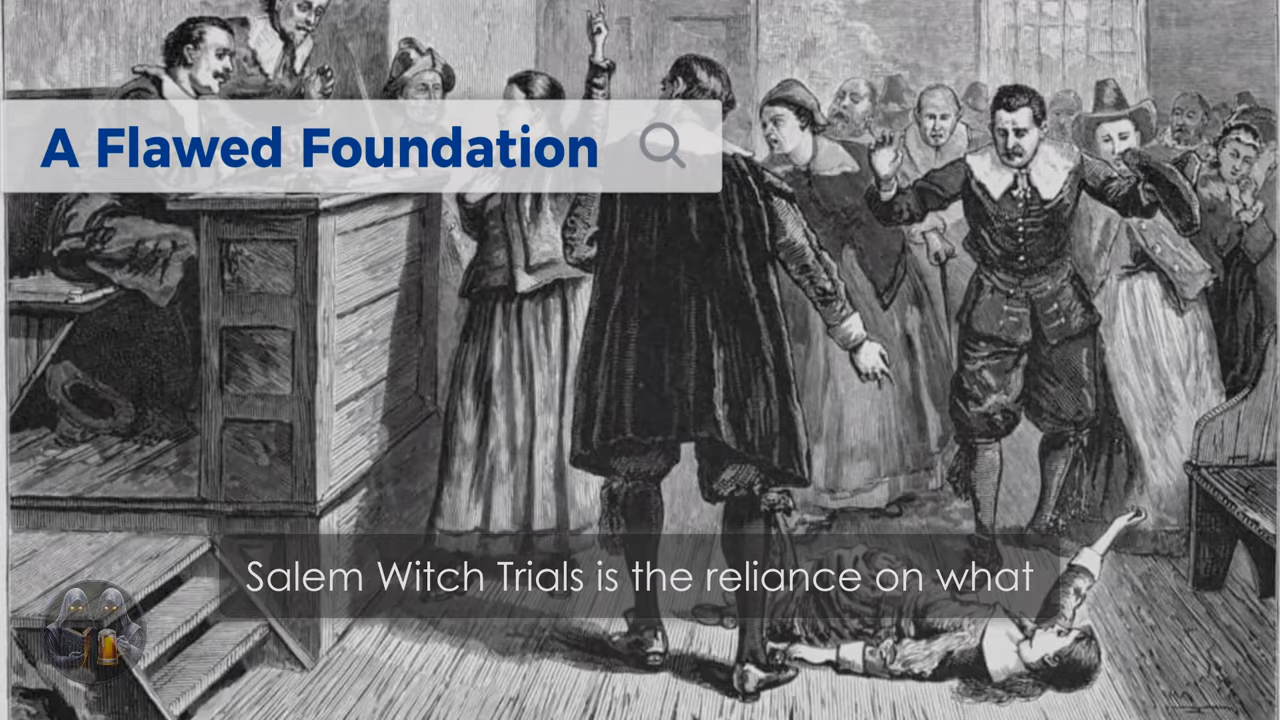 A Flawed Foundation
Salem Witch Trials is the reliance on what